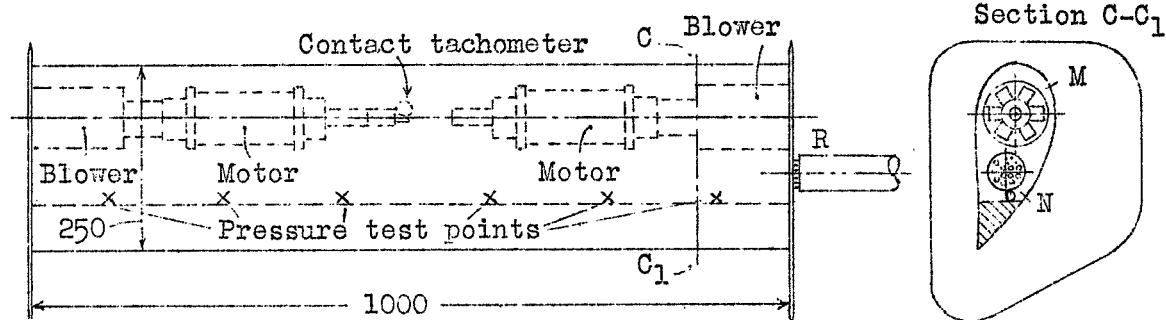 Section C-C1
Contact tachometer
C
Blower
M
Blower
Motor
Motor
R
N
250
Pressure test points
C1
1000